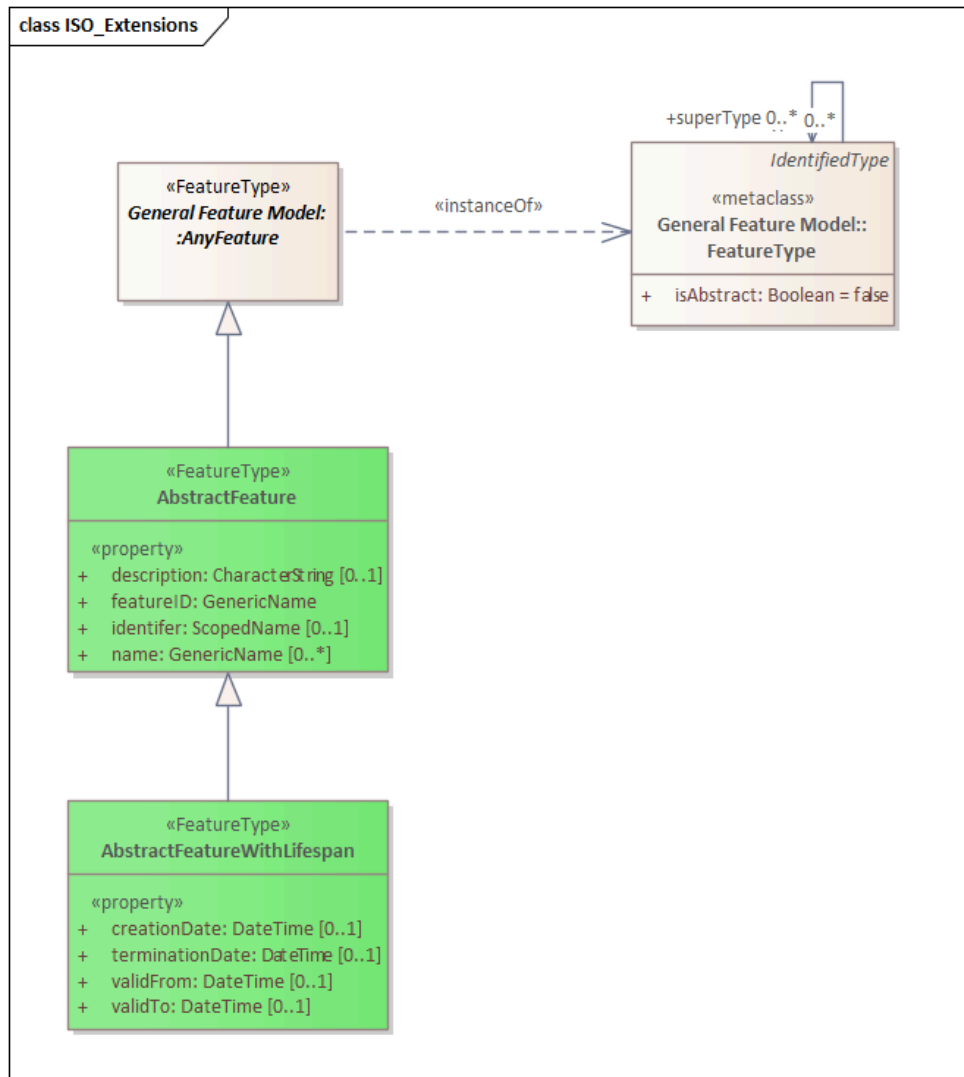 class ISO_Extensions
+superType 0..* 0..*
IdentifiedType
«metaclass»
General Feature Model::
FeatureType
+ isAbstract: Boolean = false
«instanceOf»
«FeatureType»
General Feature Model:
:AnyFeature
«FeatureType»
AbstractFeature
«property»
+ description: CharacterString [0..1]
+ featureID: GenericName
+ identifer: ScopedName [0..1]
+ name: GenericName [0..*]
«FeatureType»
AbstractFeatureWithLifespan
«property»
+ creationDate: DateTime [0..1]
+ terminationDate: DateTime [0..1]
+ validFrom: DateTime [0..1]
+ validTo: DateTime [0..1]